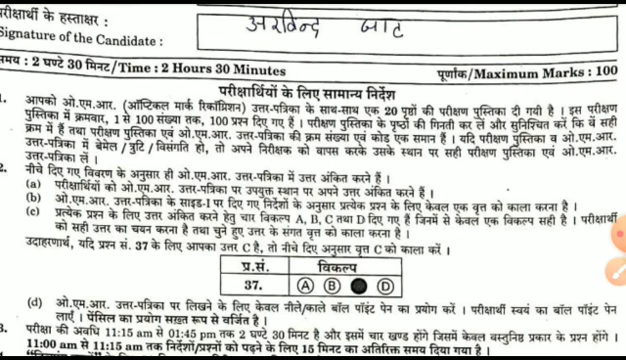 परीक्षार्थी के हस्ताक्षर :
अरविन्द जाट
Signature of the Candidate :
समय : 2 घण्टे 30 मिनट/Time : 2 Hours 30 Minutes
पूर्णांक/Maximum Marks : 100
परीक्षार्थियों के लिए सामान्य निर्देश
1. आपको ओ.एम.आर. (ऑप्टिकल मार्क रिकॉग्निशन) उत्तर-पत्रिका के साथ-साथ एक 20 पृष्ठों की परीक्षण पुस्तिका दी गयी है । इस परीक्षण
पुस्तिका में क्रमवार, 1 से 100 संख्या तक, 100 प्रश्न दिए गए हैं । परीक्षण पुस्तिका के पृष्ठों की गिनती कर लें और सुनिश्चित करें कि वे सही
क्रम में हैं तथा परीक्षण पुस्तिका एवं ओ.एम.आर. उत्तर-पत्रिका की क्रम संख्या एवं कोड एक समान हैं । यदि परीक्षण पुस्तिका व ओ.एम.आर.
उत्तर-पत्रिका में बेमेल / त्रुटि / विसंगति हो, तो अपने निरीक्षक को वापस करके उसके स्थान पर सही परीक्षण पुस्तिका एवं ओ.एम.आर.
उत्तर-पत्रिका लें ।
2. नीचे दिए गए विवरण के अनुसार ही ओ.एम.आर. उत्तर-पत्रिका में उत्तर अंकित करने हैं ।
(a) परीक्षार्थियों को ओ.एम.आर. उत्तर-पत्रिका पर उपयुक्त स्थान पर अपने उत्तर अंकित करने हैं ।
(b) ओ.एम.आर. उत्तर-पत्रिका के साइड-I पर दिए गए निर्देशों के अनुसार प्रत्येक प्रश्न के लिए केवल एक वृत्त को काला करना है ।
(c) प्रत्येक प्रश्न के लिए उत्तर अंकित करने हेतु चार विकल्प A, B, C तथा D दिए गए हैं जिनमें से केवल एक विकल्प सही है । परीक्षार्थी
को सही उत्तर का चयन करना है तथा चुने हुए उत्तर के संगत वृत्त को काला करना है ।
उदाहरणार्थ, यदि प्रश्न सं. 37 के लिए आपका उत्तर C है, तो नीचे दिए अनुसार वृत्त C को काला करें ।
प्र.सं. विकल्प
37. A B D
(d) ओ.एम.आर. उत्तर-पत्रिका पर लिखने के लिए केवल नीले/काले बॉल पॉइंट पेन का प्रयोग करें । परीक्षार्थी स्वयं का बॉल पॉइंट पेन
लाएँ । पेंसिल का प्रयोग सख़्त रूप से वर्जित है ।
3. परीक्षा की अवधि 11:15 am से 01:45 pm तक 2 घण्टे 30 मिनट है और इसमें चार खण्ड होंगे जिसमें केवल वस्तुनिष्ठ प्रकार के प्रश्न होंगे ।
11:00 am से 11:15 am तक निर्देशों/प्रश्नों को पढ़ने के लिए 15 मिनट का अतिरिक्त समय दिया गया है ।